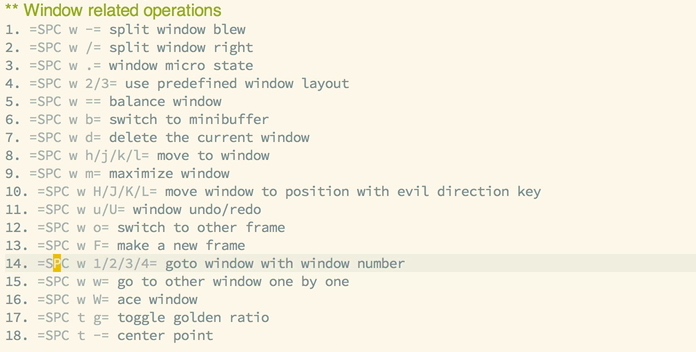 ** Window related operations
1. =SPC w -= split window blew
2. =SPC w /= split window right
3. =SPC w .= window micro state
4. =SPC w 2/3= use predefined window layout
5. =SPC w == balance window
6. =SPC w b= switch to minibuffer
7. =SPC w d= delete the current window
8. =SPC w h/j/k/l= move to window
9. =SPC w m= maximize window
10. =SPC w H/J/K/L= move window to position with evil direction key
11. =SPC w u/U= window undo/redo
12. =SPC w o= switch to other frame
13. =SPC w F= make a new frame
14. =SPC w 1/2/3/4= goto window with window number
15. =SPC w w= go to other window one by one
16. =SPC w W= ace window
17. =SPC t g= toggle golden ratio
18. =SPC t -= center point